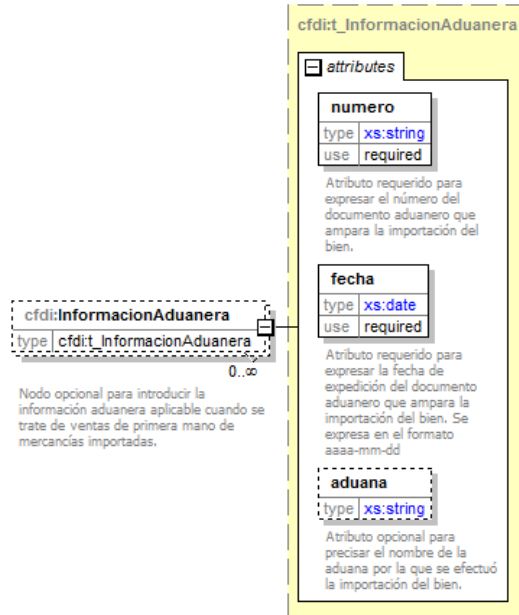 cfdi:t_InformacionAduanera
attributes
numero
type xs:string
use required
Atributo requerido para
expresar el número del
documento aduanero que
ampara la importación del
bien.
fecha
type xs:date
use required
Atributo requerido para
expresar la fecha de
expedición del documento
aduanero que ampara la
importación del bien. Se
expresa en el formato
aaaa-mm-dd
aduana
type xs:string
Atributo opcional para
precisar el nombre de la
aduana por la que se efectuó
la importación del bien.
cfdi:InformacionAduanera
type cfdi:t_InformacionAduanera
0..∞
Nodo opcional para introducir la
información aduanera aplicable cuando se
trate de ventas de primera mano de
mercancías importadas.